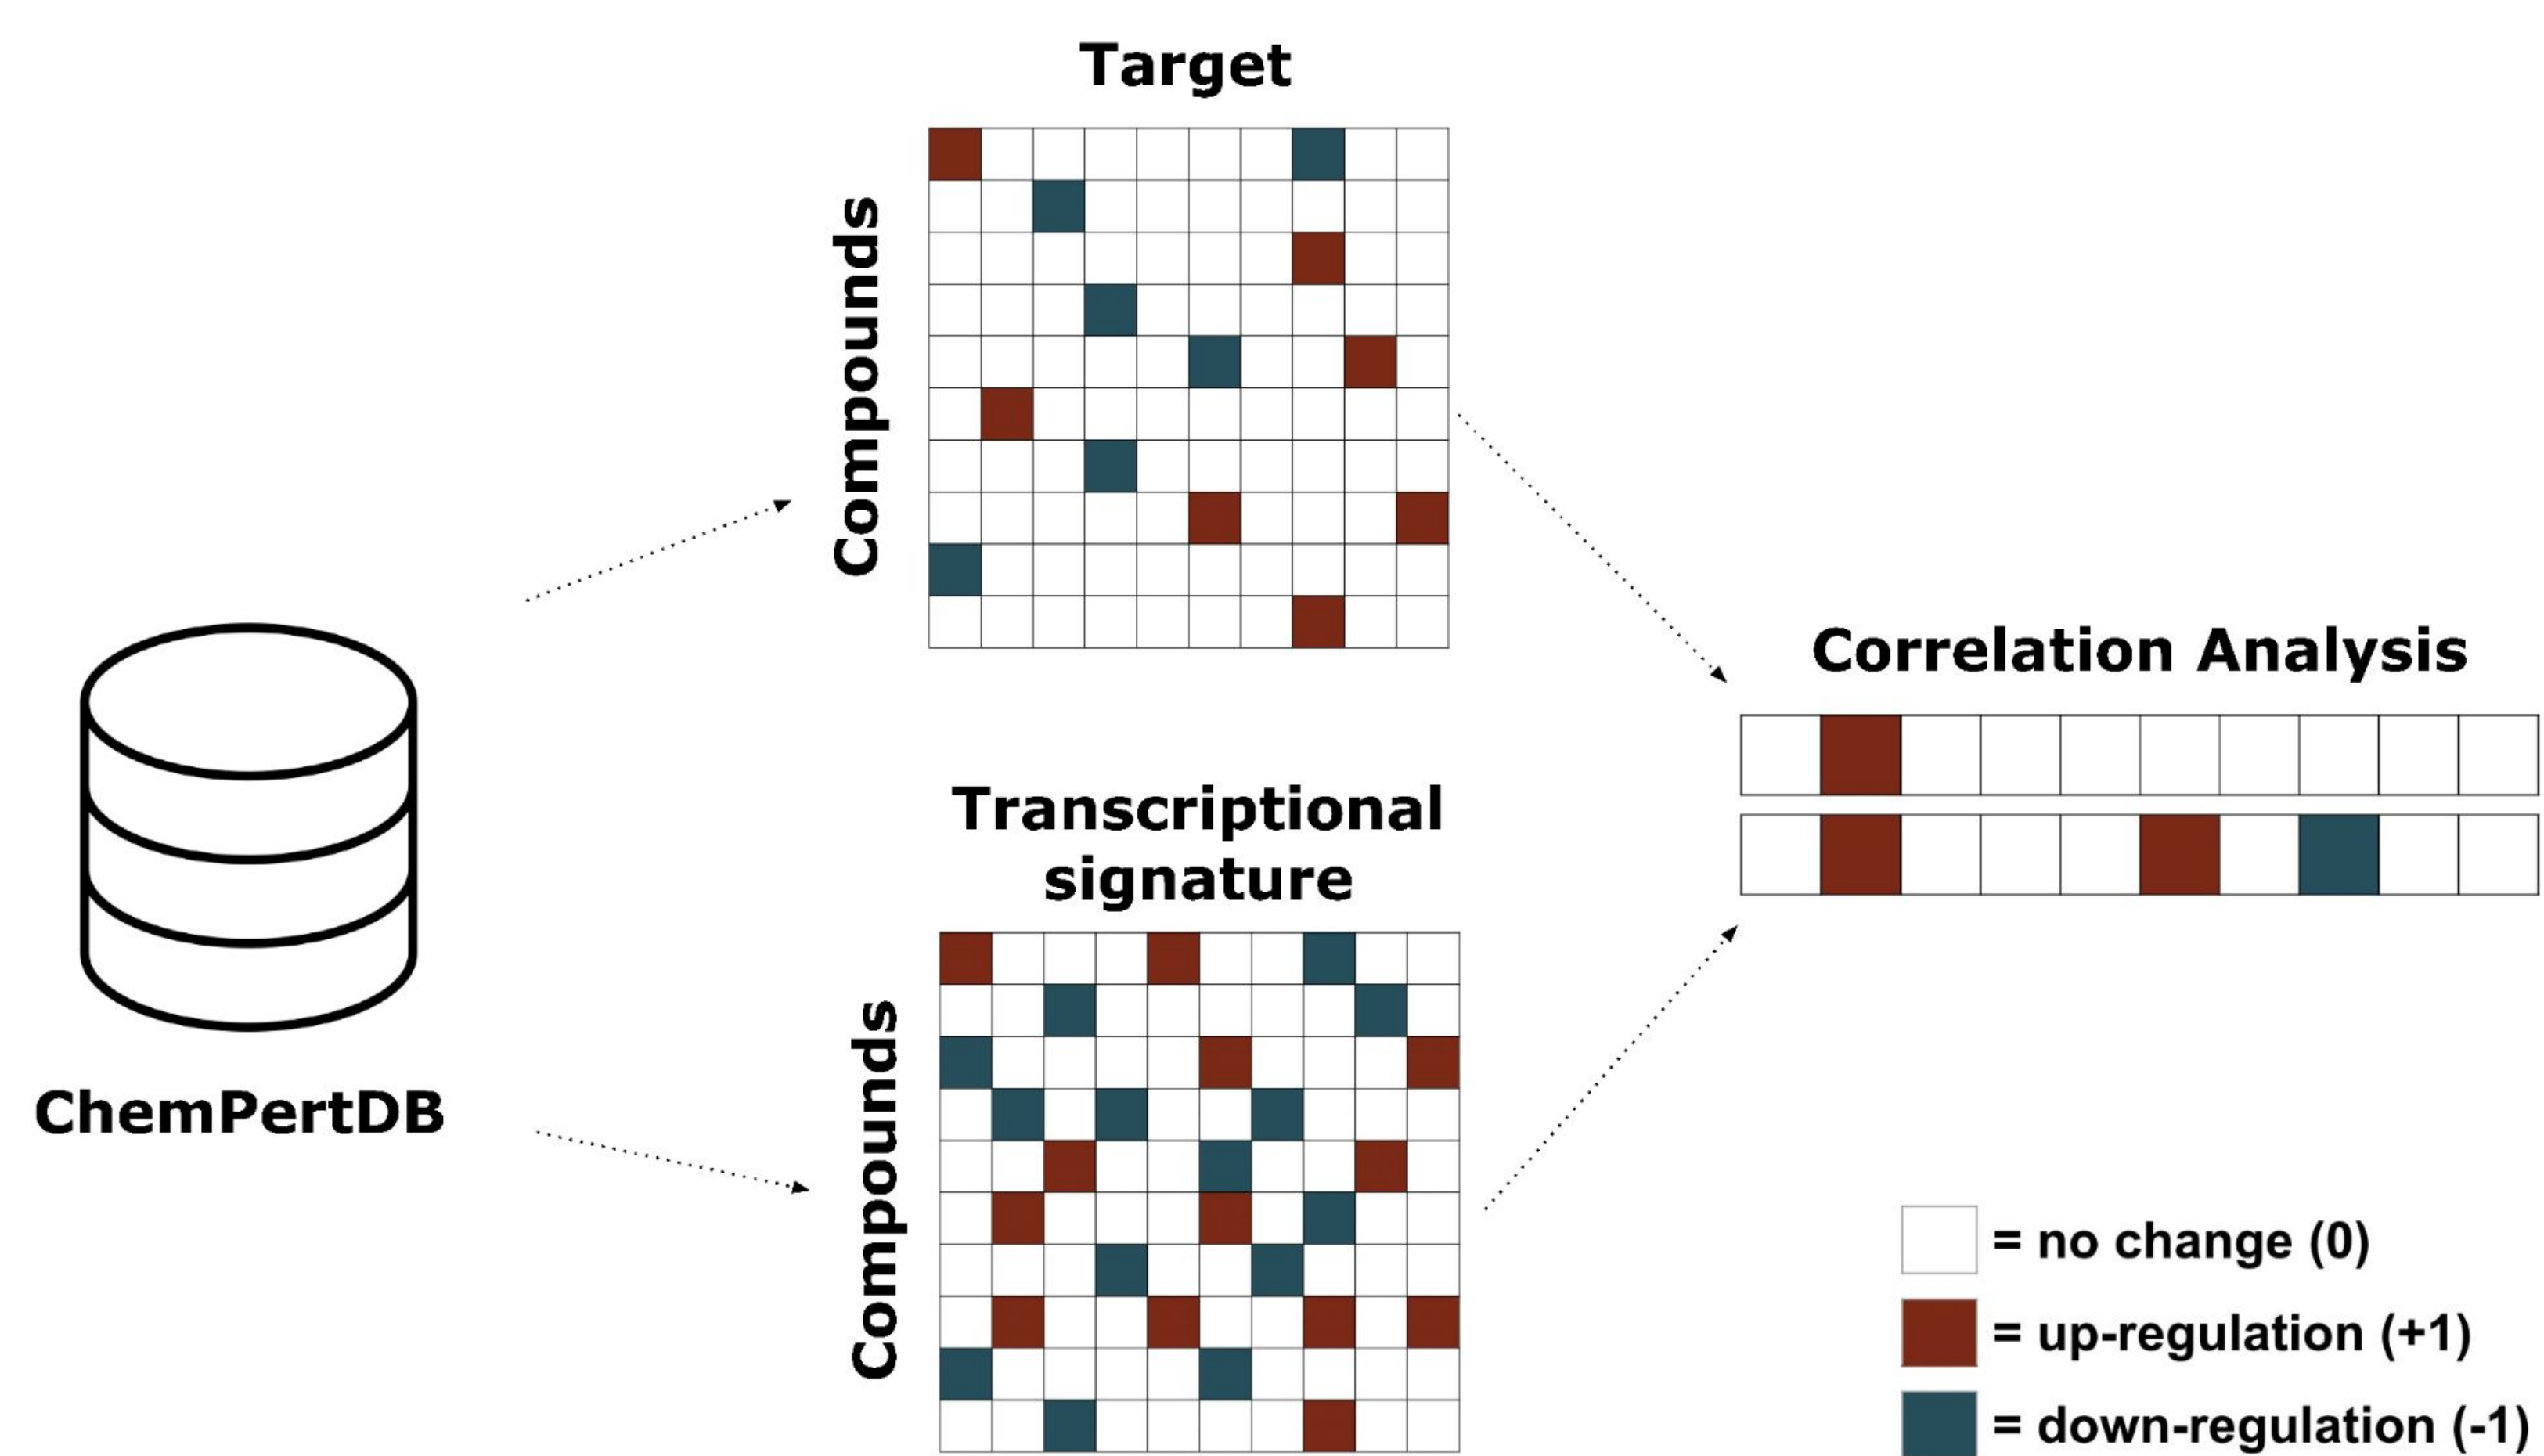 Target
Compounds
Correlation Analysis
Transcriptional
signature
Compounds
ChemPertDB
= no change (0)
= up-regulation (+1)
= down-regulation (-1)